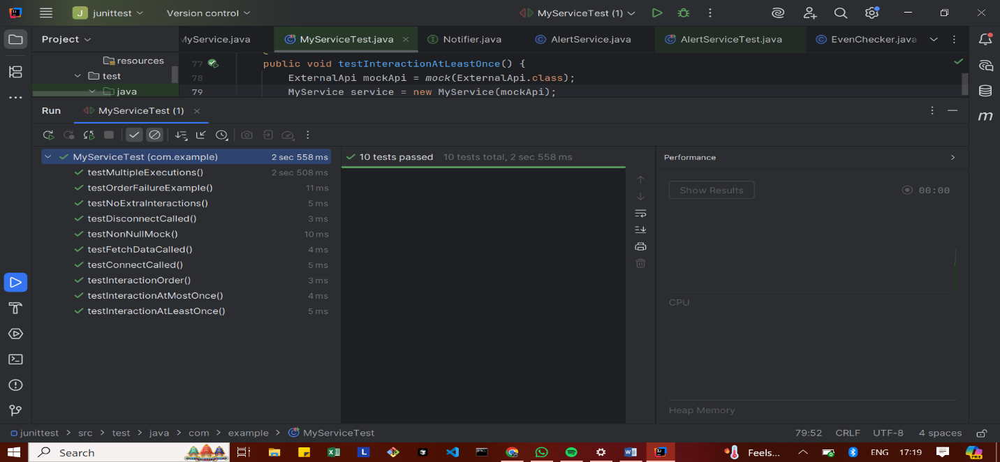 J junittest Version control MyServiceTest (1)
Project MyService.java MyServiceTest.java Notifier.java AlertService.java AlertServiceTest.java EvenChecker.java
resources
test
java
77 public void testInteractionAtLeastOnce() {
78 ExternalApi mockApi = mock(ExternalApi.class);
79 MyService service = new MyService(mockApi);
Run MyServiceTest (1)
MyServiceTest (com.example) 2 sec 558 ms
testMultipleExecutions() 2 sec 508 ms
testOrderFailureExample() 11 ms
testNoExtraInteractions() 5 ms
testDisconnectCalled() 3 ms
testNonNullMock() 10 ms
testFetchDataCalled() 4 ms
testConnectCalled() 5 ms
testInteractionOrder() 3 ms
testInteractionAtMostOnce() 4 ms
testInteractionAtLeastOnce() 5 ms
10 tests passed 10 tests total, 2 sec 558 ms
Performance
Show Results 00:00
CPU
Heap Memory
junittest > src > test > java > com > example > MyServiceTest 79:52 CRLF UTF-8 4 spaces
Search Feels... ENG 17:19